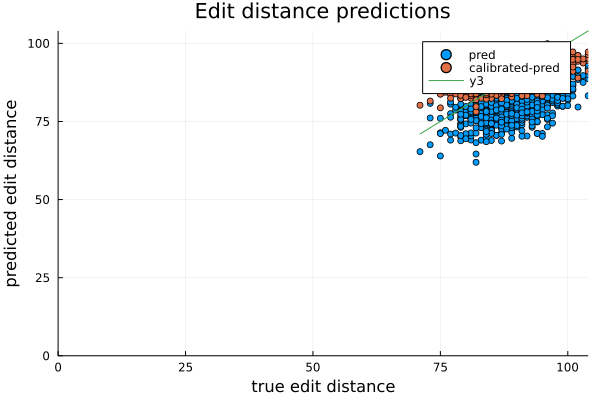 Edit distance predictions
pred
calibrated-pred
y3
predicted edit distance
100
75
50
25
0
0 25 50 75 100
true edit distance